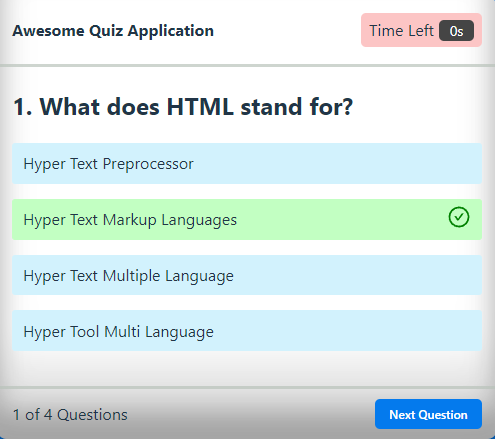 Awesome Quiz Application
Time Left 0s
1. What does HTML stand for?
Hyper Text Preprocessor
Hyper Text Markup Languages
Hyper Text Multiple Language
Hyper Tool Multi Language
1 of 4 Questions
Next Question